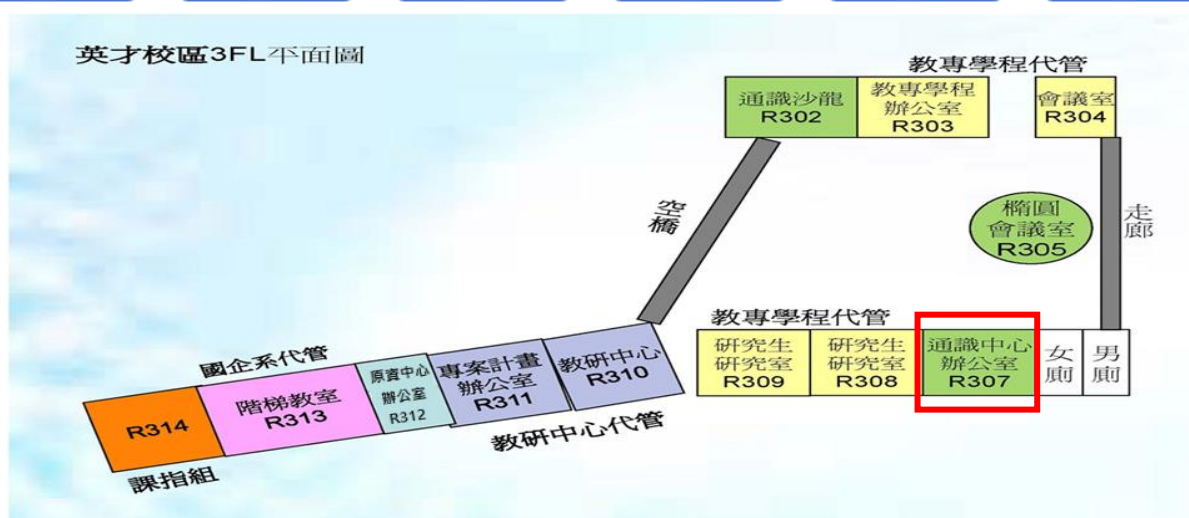 英才校區3FL平面圖
教專學程代管
通識沙龍
R302
教專學程
辦公室
R303
會議室
R304
空橋
橢圓
會議室
R305
走廊
教專學程代管
研究生
研究室
R309
研究生
研究室
R308
通識中心
辦公室
R307
女廁
男廁
國企系代管
R314
階梯教室
R313
原資中心
辦公室
R312
專案計畫
辦公室
R311
教研中心
R310
教研中心代管
課指組